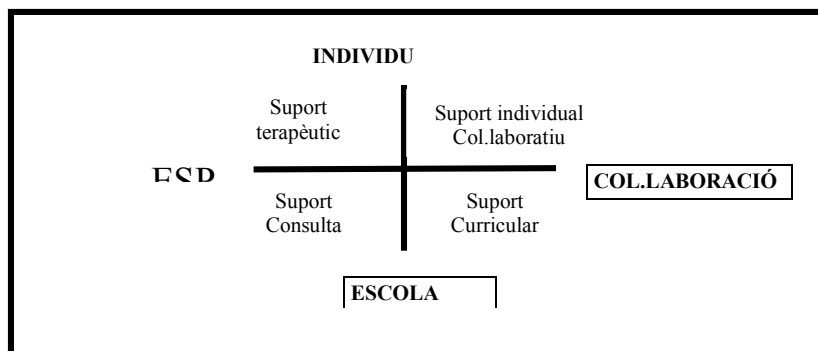 INDIVIDU
Suport
terapèutic
Suport individual
Col.laboratiu
COL.LABORACIÓ
Suport
Consulta
Suport
Curricular
ESCOLA